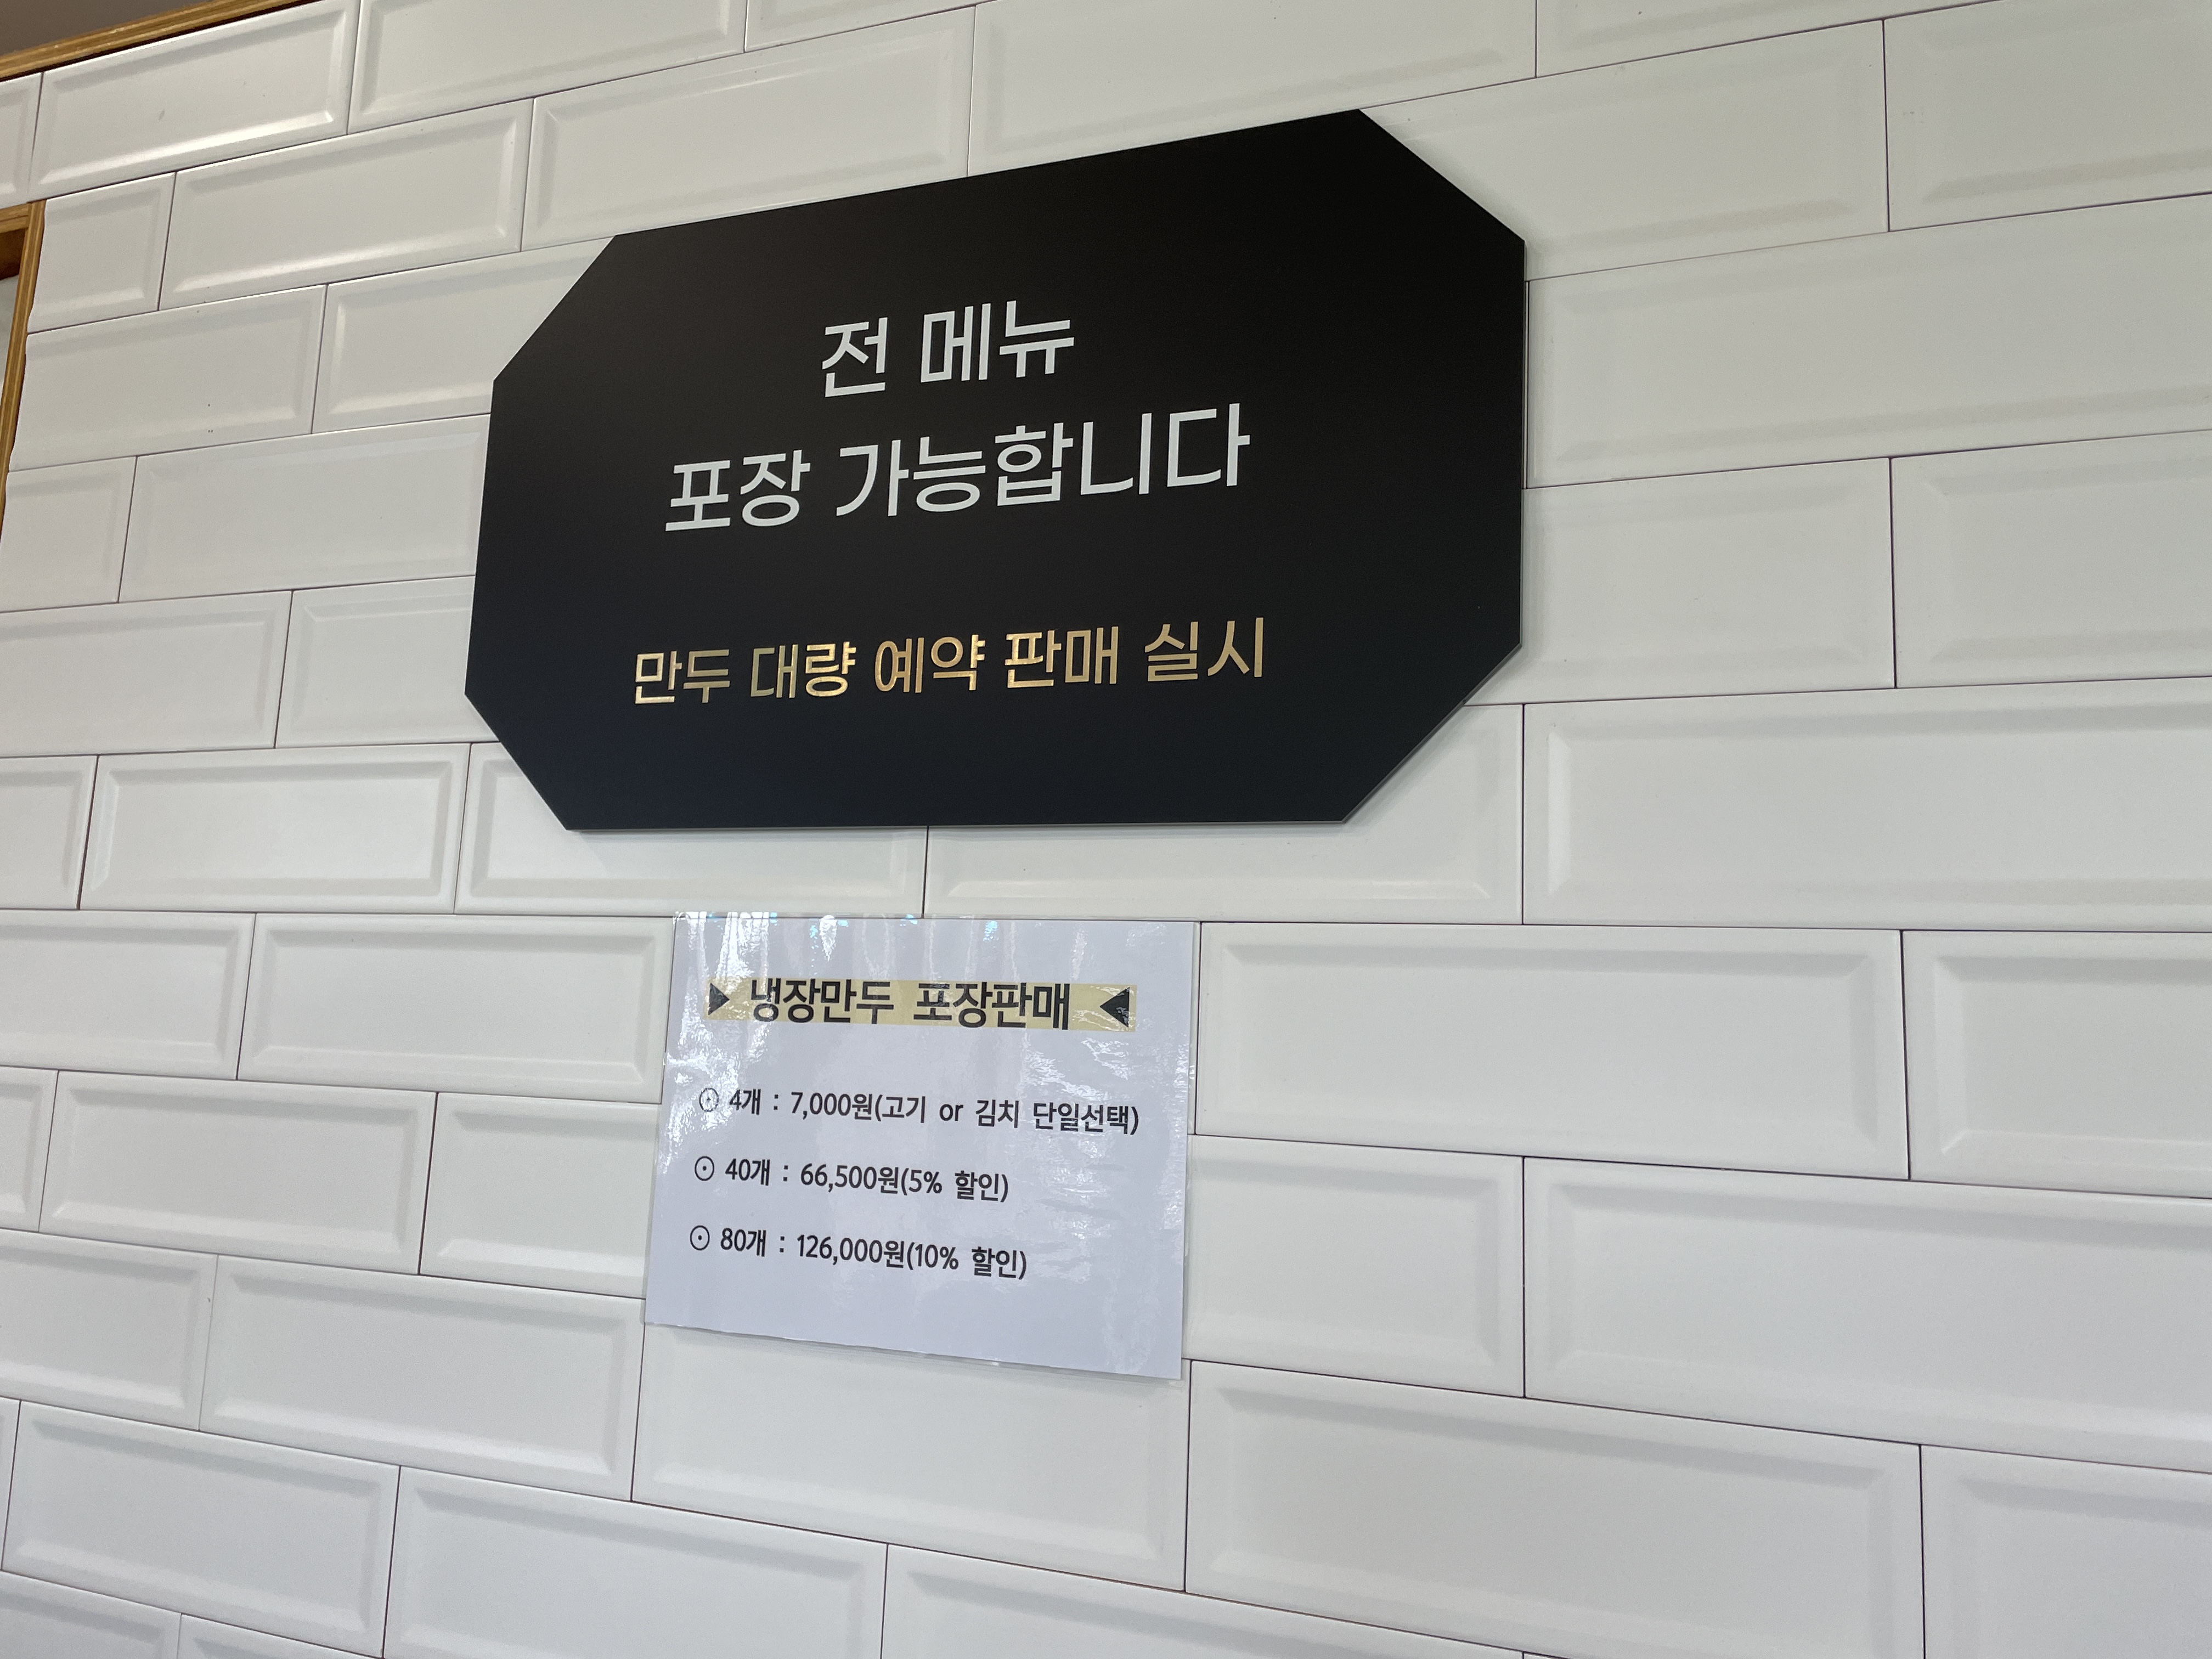 전 메뉴
포장 가능합니다
만두 대량 예약 판매 실시
▶ 냉장만두 포장판매 ◀
⊙ 4개 : 7,000원(고기 or 김치 단일선택)
⊙ 40개 : 66,500원(5% 할인)
⊙ 80개 : 126,000원(10% 할인)